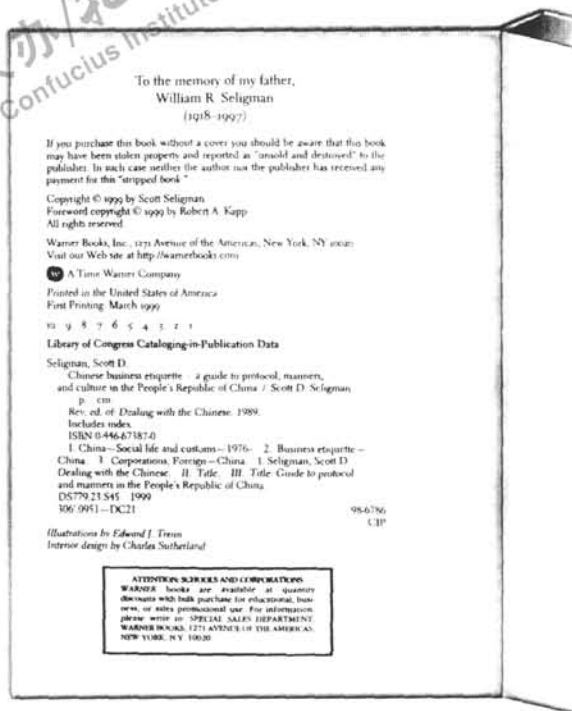 办
Confucius Institute
To the memory of my father,
William R. Seligman
(1918–1997)
If you purchase this book without a cover you should be aware that this book
may have been stolen property and reported as "unsold and destroyed" to the
publisher. In such case neither the author nor the publisher has received any
payment for this "stripped book."
Copyright © 1999 by Scott Seligman
Foreword copyright © 1999 by Robert A. Kapp
All rights reserved
Warner Books, Inc., 1271 Avenue of the Americas, New York, NY 10020
Visit our Web site at http://warnerbooks.com
W A Time Warner Company
Printed in the United States of America
First Printing: March 1999
10 9 8 7 6 5 4 3 2 1
Library of Congress Cataloging-in-Publication Data
Seligman, Scott D.
Chinese business etiquette : a guide to protocol, manners,
and culture in the People's Republic of China / Scott D. Seligman
p. cm
Rev. ed. of: Dealing with the Chinese. 1989.
Includes index
ISBN 0-446-67387-0
1. China—Social life and customs—1976- 2. Business etiquette—
China. 3. Corporations, Foreign—China. I. Seligman, Scott D.
Dealing with the Chinese. II. Title. III. Title: Guide to protocol
and manners in the People's Republic of China
DS779.23.S45 1999
306'.0951—DC21 98-6786
CIP
Illustrations by Edward J. Trenn
Interior design by Charles Sutherland
ATTENTION: SCHOOLS AND CORPORATIONS
WARNER books are available at quantity
discounts with bulk purchase for educational, busi-
ness, or sales promotional use. For information,
please write to: SPECIAL SALES DEPARTMENT,
WARNER BOOKS, 1271 AVENUE OF THE AMERICAS,
NEW YORK, N.Y. 10020